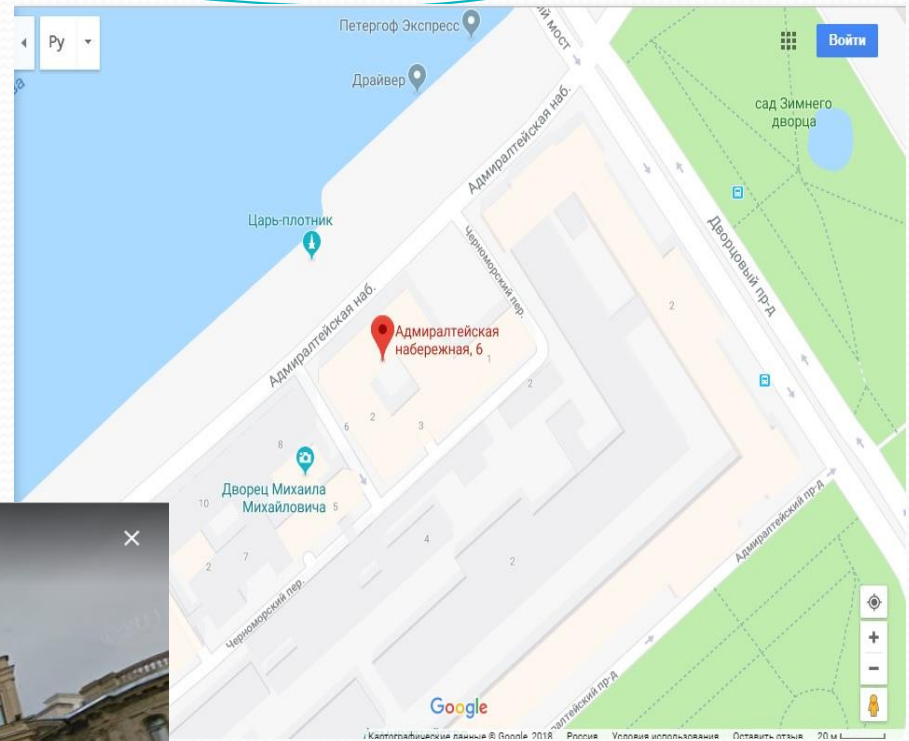 Петергоф Экспресс
Ру
Войти
Драйвер
сад Зимнего
дворца
Адмиралтейская наб.
Царь-плотник
Черноморский пер.
Дворцовый пр-д
2
Адмиралтейская наб.
Адмиралтейская
набережная, 6
1
2
2
6
3
8
Дворец Михаила
Михайловича
5
10
4
7
2
2
Адмиралтейский пр-д
Черноморский пер.
Google
Картографические данные © Google, 2018 Россия Условия использования Оставить отзыв 20 м